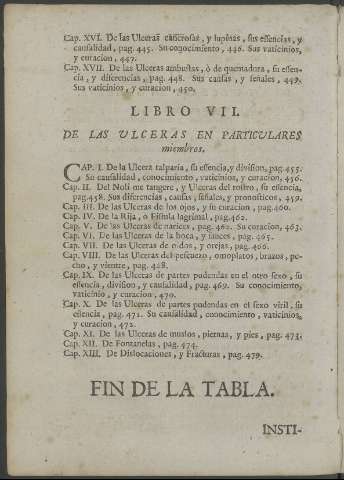 Cap. XVI. De las Ulceras cancrosas, y lupinas, sus essencias, y
causalidad, pag. 445. Su conocimiento, 446. Sus vaticinios,
y curacion, 447.
Cap. XVII. De las Ulceras ambustas, ò de quemadura, su essen-
cia, y diferencias, pag. 448. Sus causas, y señales, 449.
Sus vaticinios, y curacion, 450.
LIBRO VII.
DE LAS ULCERAS EN PARTICULARES
miembros.
CAP. I. De la Ulcera talparia, su essencia, y division, pag. 455.
Su causalidad, conocimiento, vaticinios, y curacion, 456.
Cap. II. Del Noli me tangere, y Ulceras del rostro, su essencia,
pag. 458. Sus diferencias, causas, señales, y pronosticos, 459.
Cap. III. De las Ulceras de los ojos, y su curacion, pag. 460.
Cap. IV. De la Rija, o Fistula lagrimal, pag. 462.
Cap. V. De las Ulceras de narices, pag. 462. Su curacion, 463.
Cap. VI. De las Ulceras de la boca, y fauces, pag. 465.
Cap. VII. De las Ulceras de oidos, y orejas, pag. 466.
Cap. VIII. De las Ulceras del pescuezo, omoplatos, brazos, pe-
cho, y vientre, pag. 468.
Cap. IX. De las Ulceras de partes pudendas en el otro sexo, su
essencia, division, y causalidad, pag. 469. Su conocimiento,
vaticinio, y curacion, 470.
Cap. X. De las Ulceras de partes pudendas en el sexo viril, su
essencia, pag. 471. Su causalidad, conocimiento, vaticinios,
y curacion, 472.
Cap. XI. De las Ulceras de muslos, piernas, y pies, pag. 473.
Cap. XII. De Fontanelas, pag. 474.
Cap. XIII. De Dislocaciones, y Fracturas, pag. 479.
FIN DE LA TABLA.
INSTI-